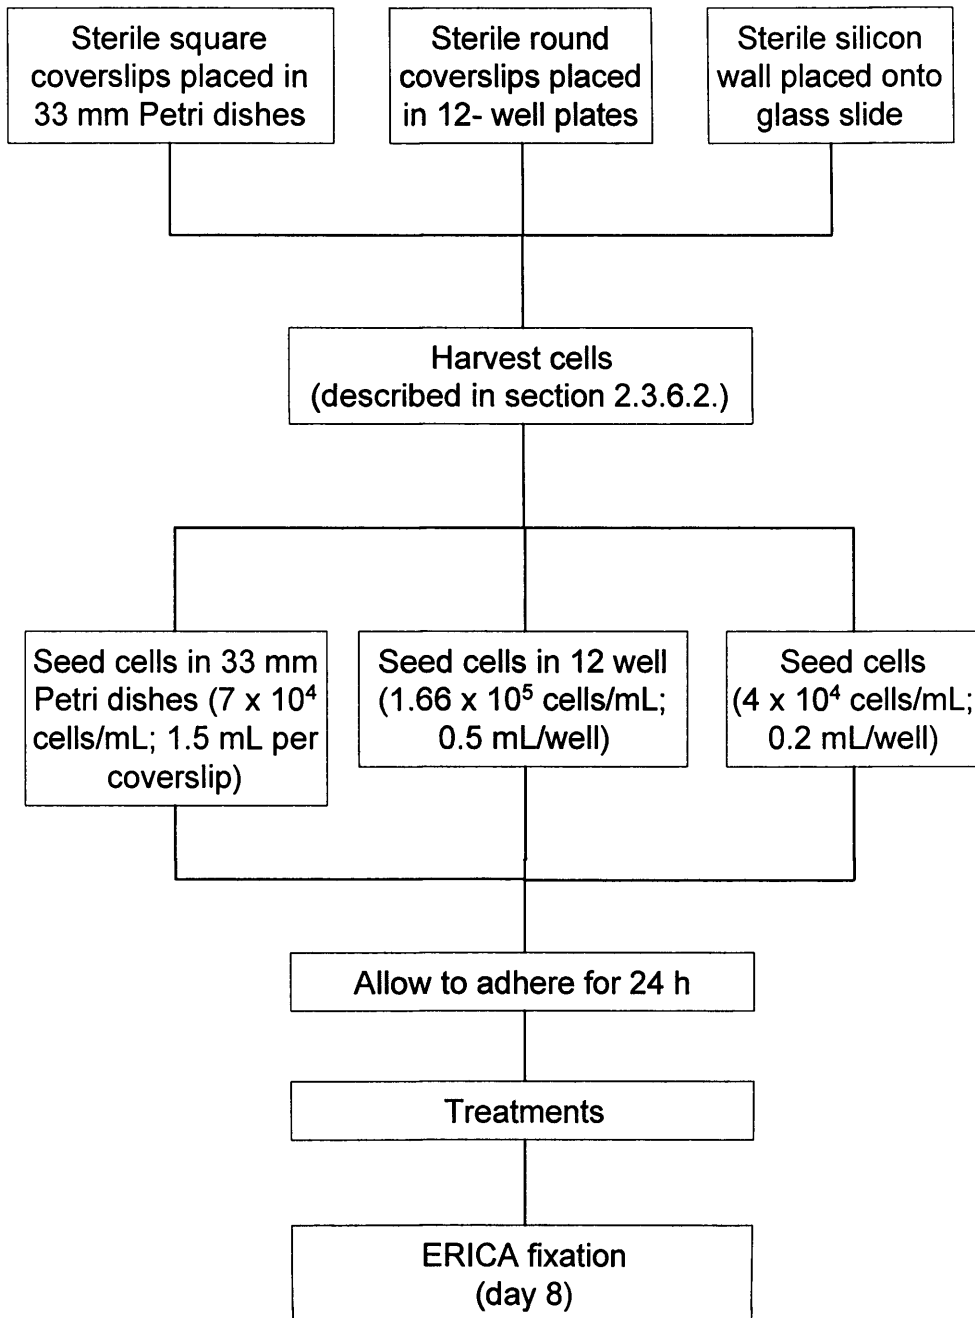 Sterile square
coverslips placed in
33 mm Petri dishes
Sterile round
coverslips placed
in 12- well plates
Sterile silicon
wall placed onto
glass slide
Harvest cells
(described in section 2.3.6.2.)
Seed cells in 33 mm
Petri dishes (7 x 10⁴
cells/mL; 1.5 mL per
coverslip)
Seed cells in 12 well
(1.66 x 10⁵ cells/mL;
0.5 mL/well)
Seed cells
(4 x 10⁴ cells/mL;
0.2 mL/well)
Allow to adhere for 24 h
Treatments
ERICA fixation
(day 8)